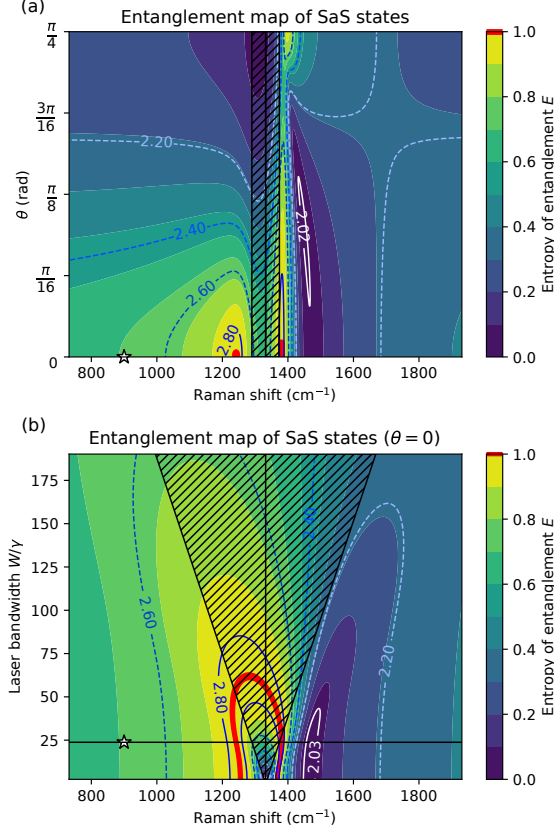 (a)
Entanglement map of SaS states
π/4
3π/16
π/8
π/16
0
θ (rad)
2.20
2.40
2.60
2.80
2.02
800 1000 1200 1400 1600 1800
Raman shift (cm⁻¹)
1.0
0.8
0.6
0.4
0.2
0.0
Entropy of entanglement E
(b)
Entanglement map of SaS states (θ = 0)
175
150
125
100
75
50
25
Laser bandwidth W/γ
2.60
2.80
2.40
2.20
2.03
800 1000 1200 1400 1600 1800
Raman shift (cm⁻¹)
1.0
0.8
0.6
0.4
0.2
0.0
Entropy of entanglement E